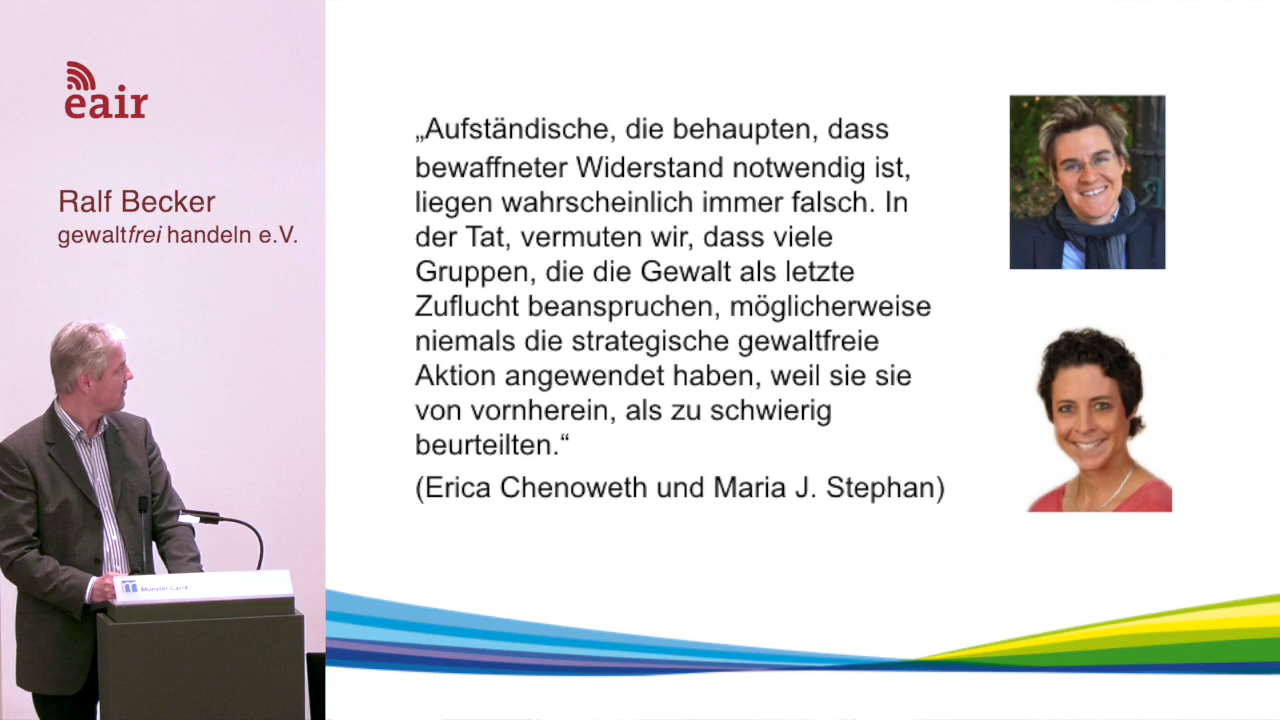 eair
Ralf Becker
gewaltfrei handeln e.V.
Münster Carré
„Aufständische, die behaupten, dass
bewaffneter Widerstand notwendig ist,
liegen wahrscheinlich immer falsch. In
der Tat, vermuten wir, dass viele
Gruppen, die die Gewalt als letzte
Zuflucht beanspruchen, möglicherweise
niemals die strategische gewaltfreie
Aktion angewendet haben, weil sie sie
von vornherein, als zu schwierig
beurteilten.“
(Erica Chenoweth und Maria J. Stephan)